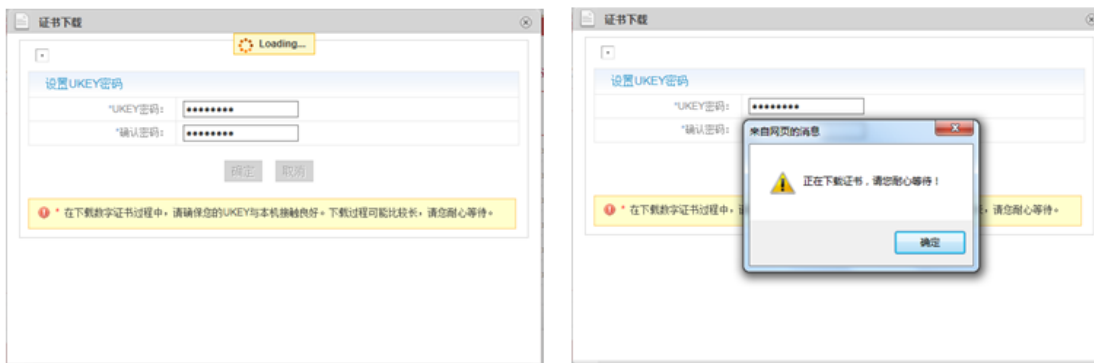 证书下载
Loading...
设置UKEY密码
*UKEY密码：
*确认密码：
确定 取消
* 在下载数字证书过程中，请确保您的UKEY与本机接触良好。下载过程可能比较长，请您耐心等待。
证书下载
设置UKEY密码
*UKEY密码：
*确认密码：
来自网页的消息
正在下载证书，请您耐心等待！
确定
* 在下载数字证书过程中，
长，请您耐心等待。